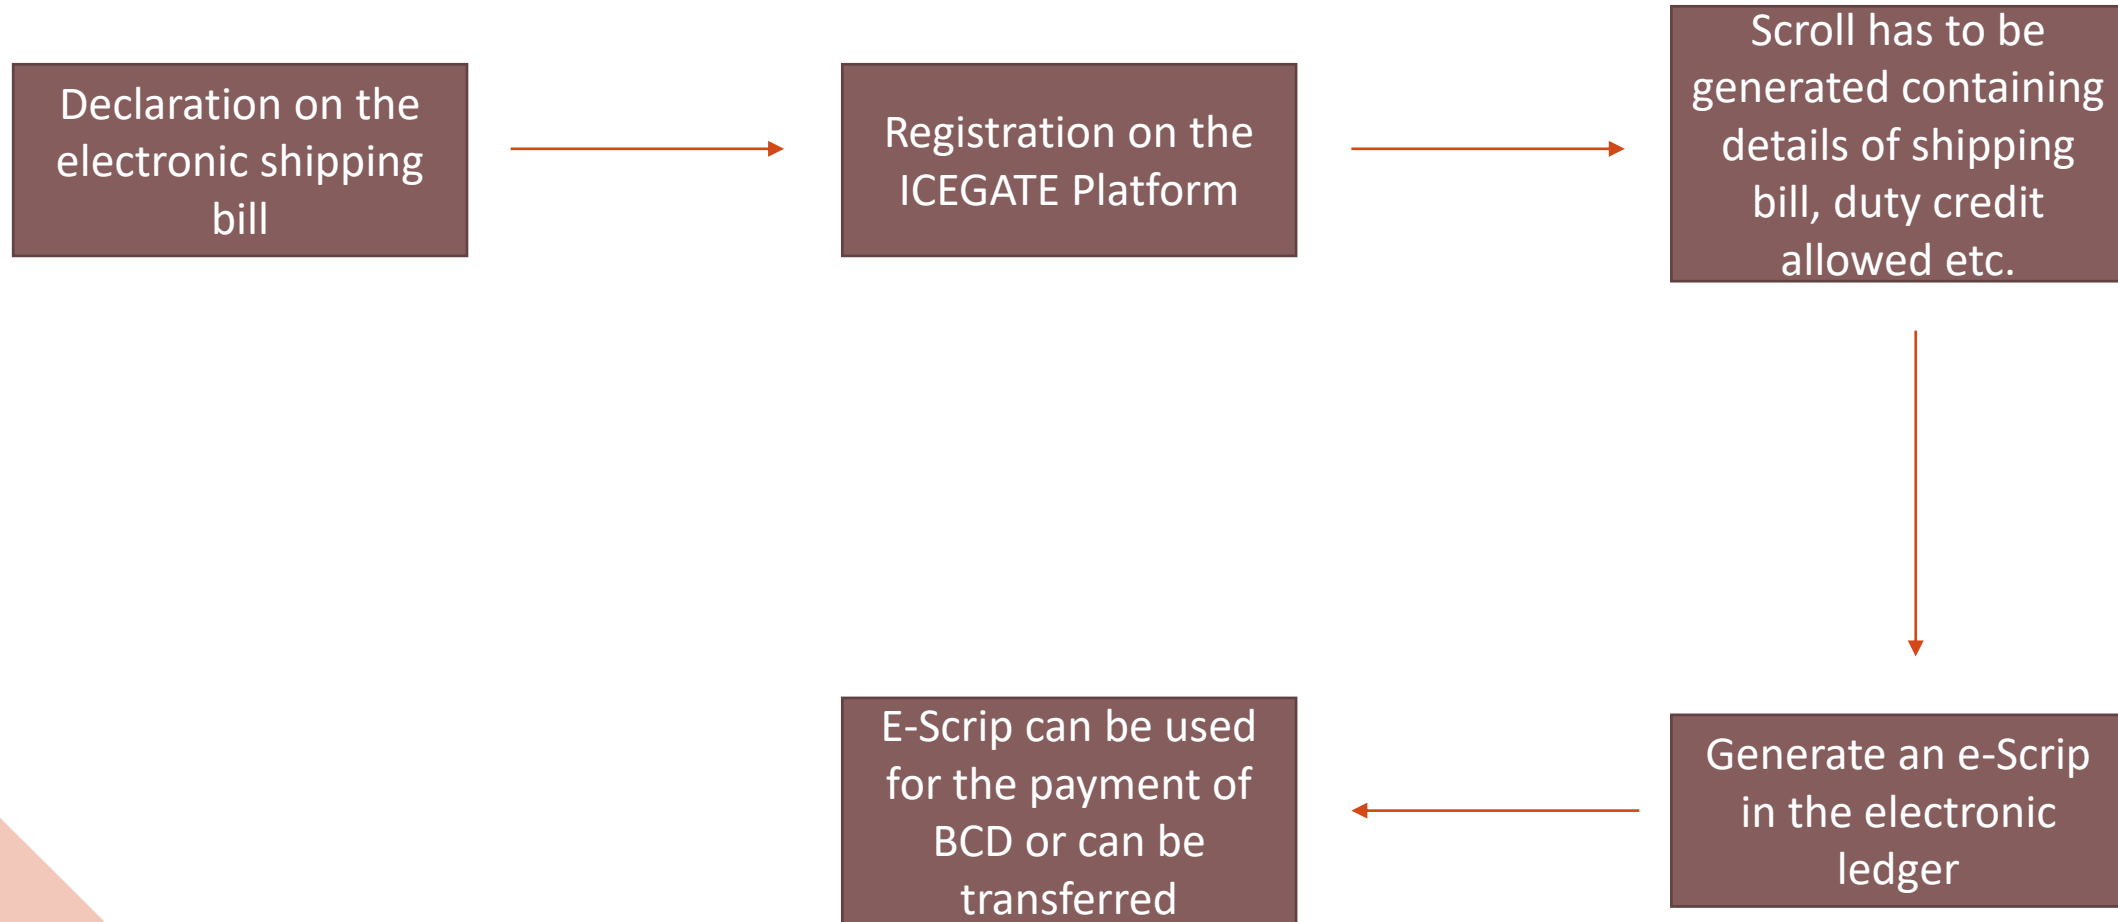 Declaration on the
electronic shipping
bill
Registration on the
ICEGATE Platform
Scroll has to be
generated containing
details of shipping
bill, duty credit
allowed etc.
Generate an e-Scrip
in the electronic
ledger
E-Scrip can be used
for the payment of
BCD or can be
transferred